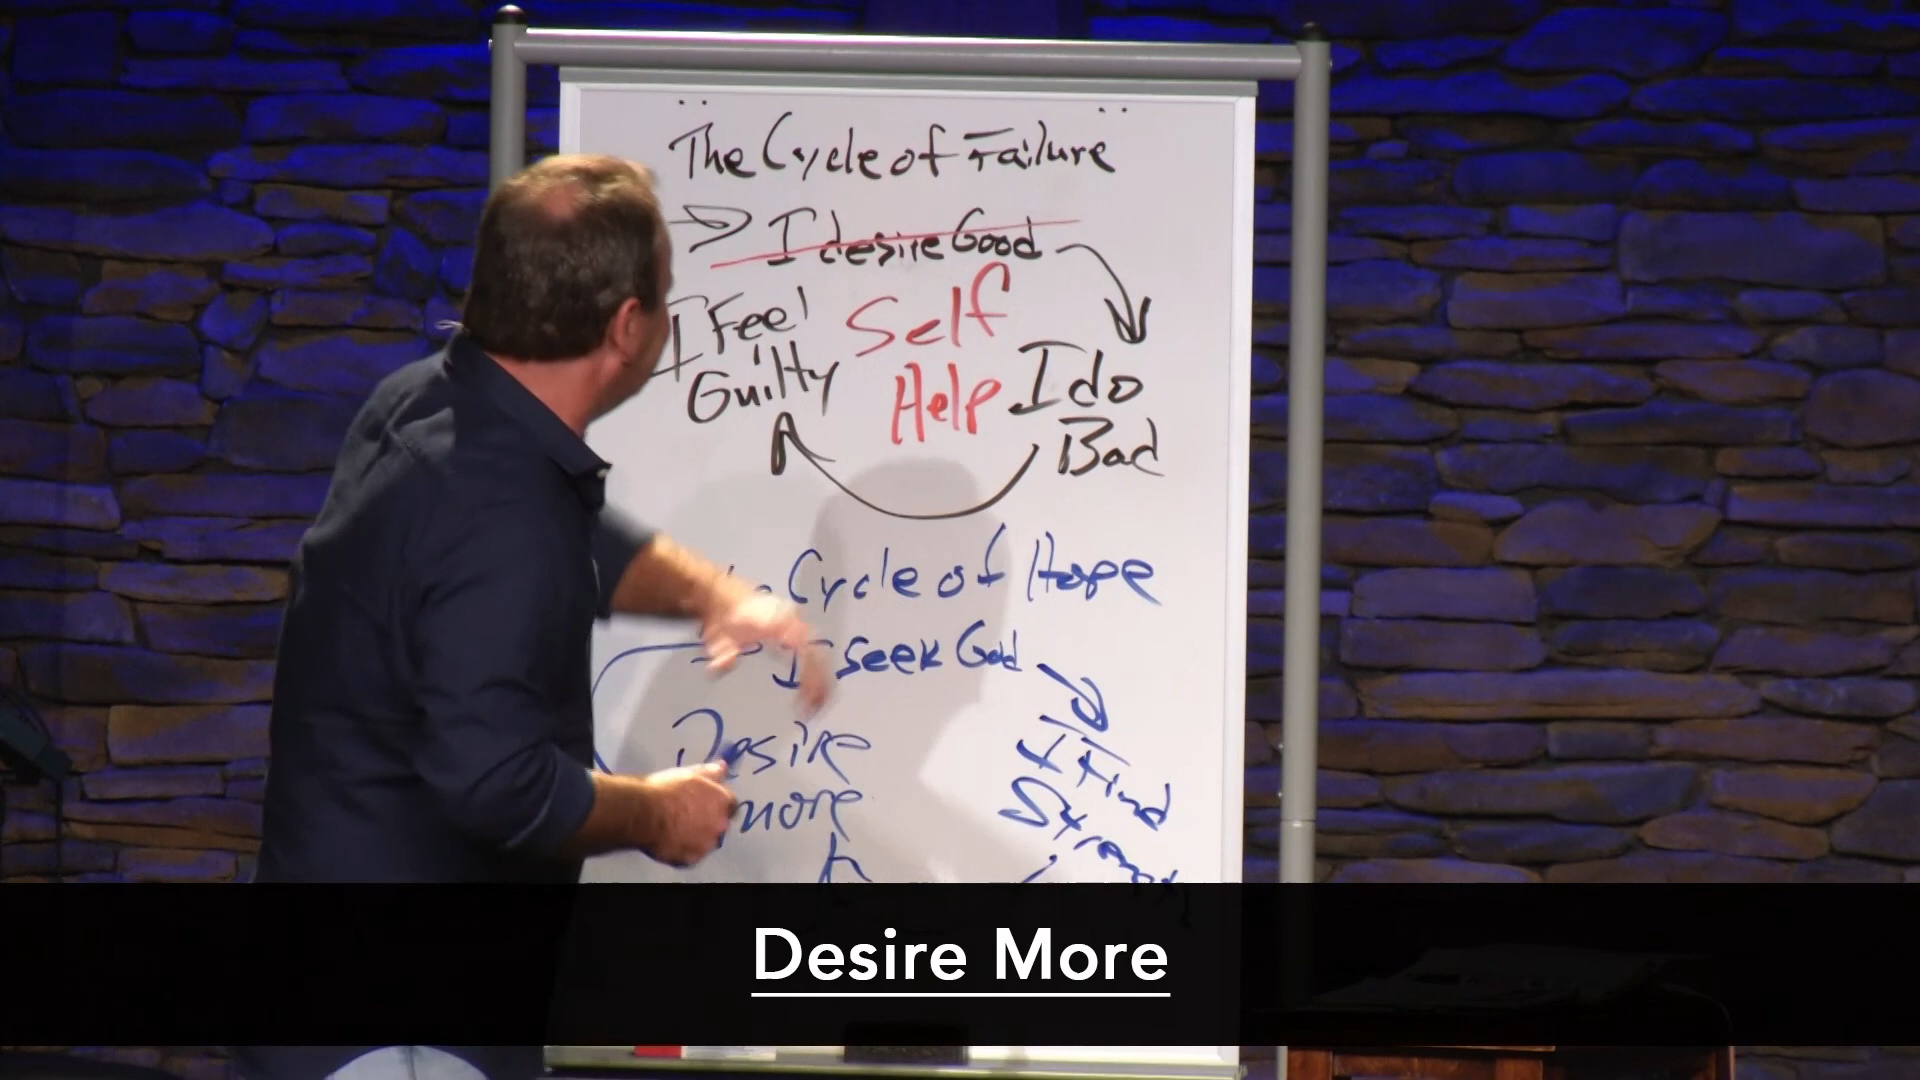 "The Cycle of Failure"
I desire Good
I Feel
Guilty
Self
Help
I do
Bad
Cycle of Hope
I seek God
Desire
more
I Find
Desire More